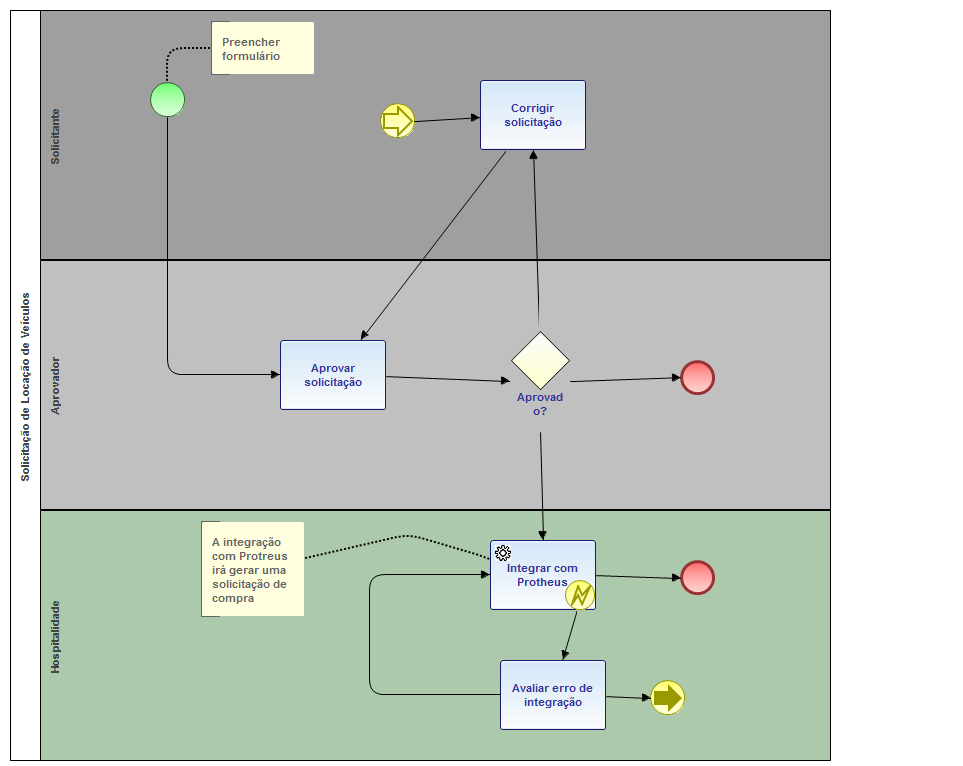 Solicitação de Locação de Veículos
Solicitante
Preencher
formulário
Corrigir
solicitação
Aprovador
Aprovar
solicitação
Aprovad
o?
Hospitalidade
A integração
com Protreus
irá gerar uma
solicitação de
compra
Integrar com
Protheus
Avaliar erro de
integração